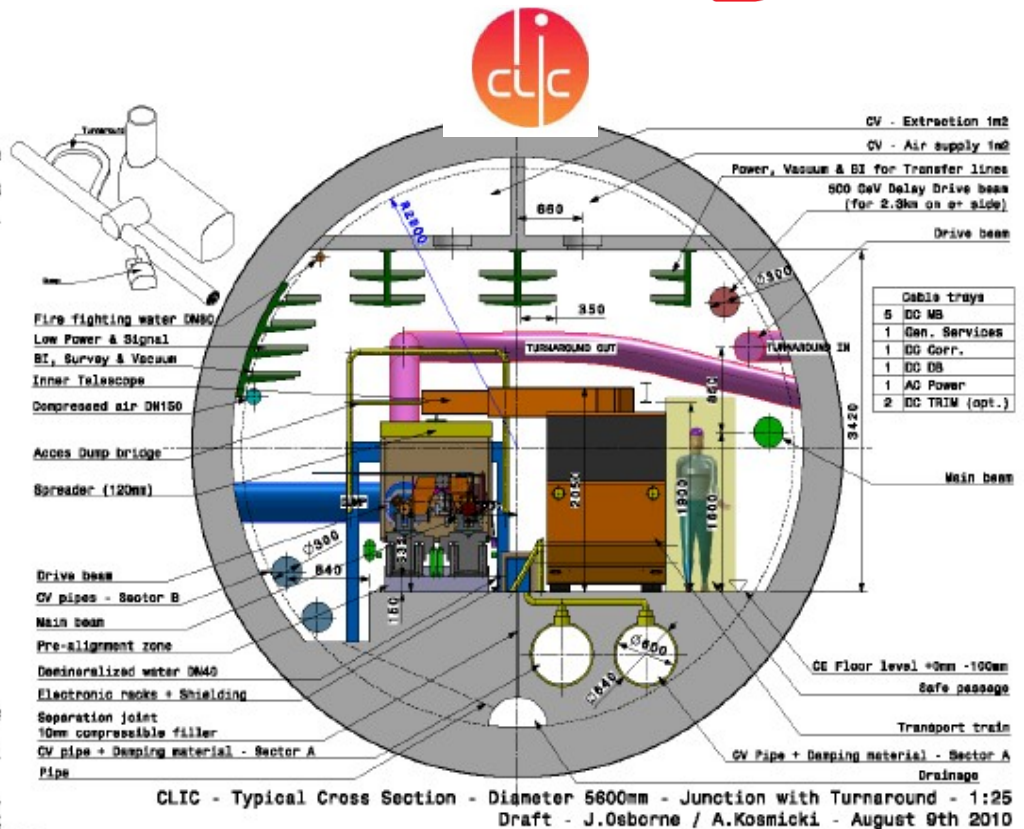 clic
Turnaround
Dump
CV - Extraction 1m2
CV - Air supply 1m2
Power, Vacuum & BI for Transfer lines
500 GeV Delay Drive beam
(for 2.3km on e+ side)
Drive beam
R2800
660
Ø300
350
TURNAROUND OUT
TURNAROUND IN
Cable trays
5 DC MB
1 Gen. Services
1 DC Corr.
1 DC DB
1 AC Power
2 DC TRIM (opt.)
Fire fighting water DN80
Low Power & Signal
BI, Survey & Vacuum
Inner Telescope
Compressed air DN150
Acces Dump bridge
Spreader (120mm)
3420
Main beam
2050
1900
1600
DUMP
Ø300
840
150
Drive beam
CV pipes - Sector B
Main beam
Pre-alignment zone
Demineralized water DN40
Electronic racks + Shielding
Separation joint
10mm compressible filler
CV pipe + Damping material - Sector A
Pipe
Ø600
CE Floor level +0mm -100mm
Safe passage
Transport train
CV Pipe + Damping material - Sector A
Drainage
CLIC - Typical Cross Section - Diameter 5600mm - Junction with Turnaround - 1:25
Draft - J.Osborne / A.Kosmicki - August 9th 2010